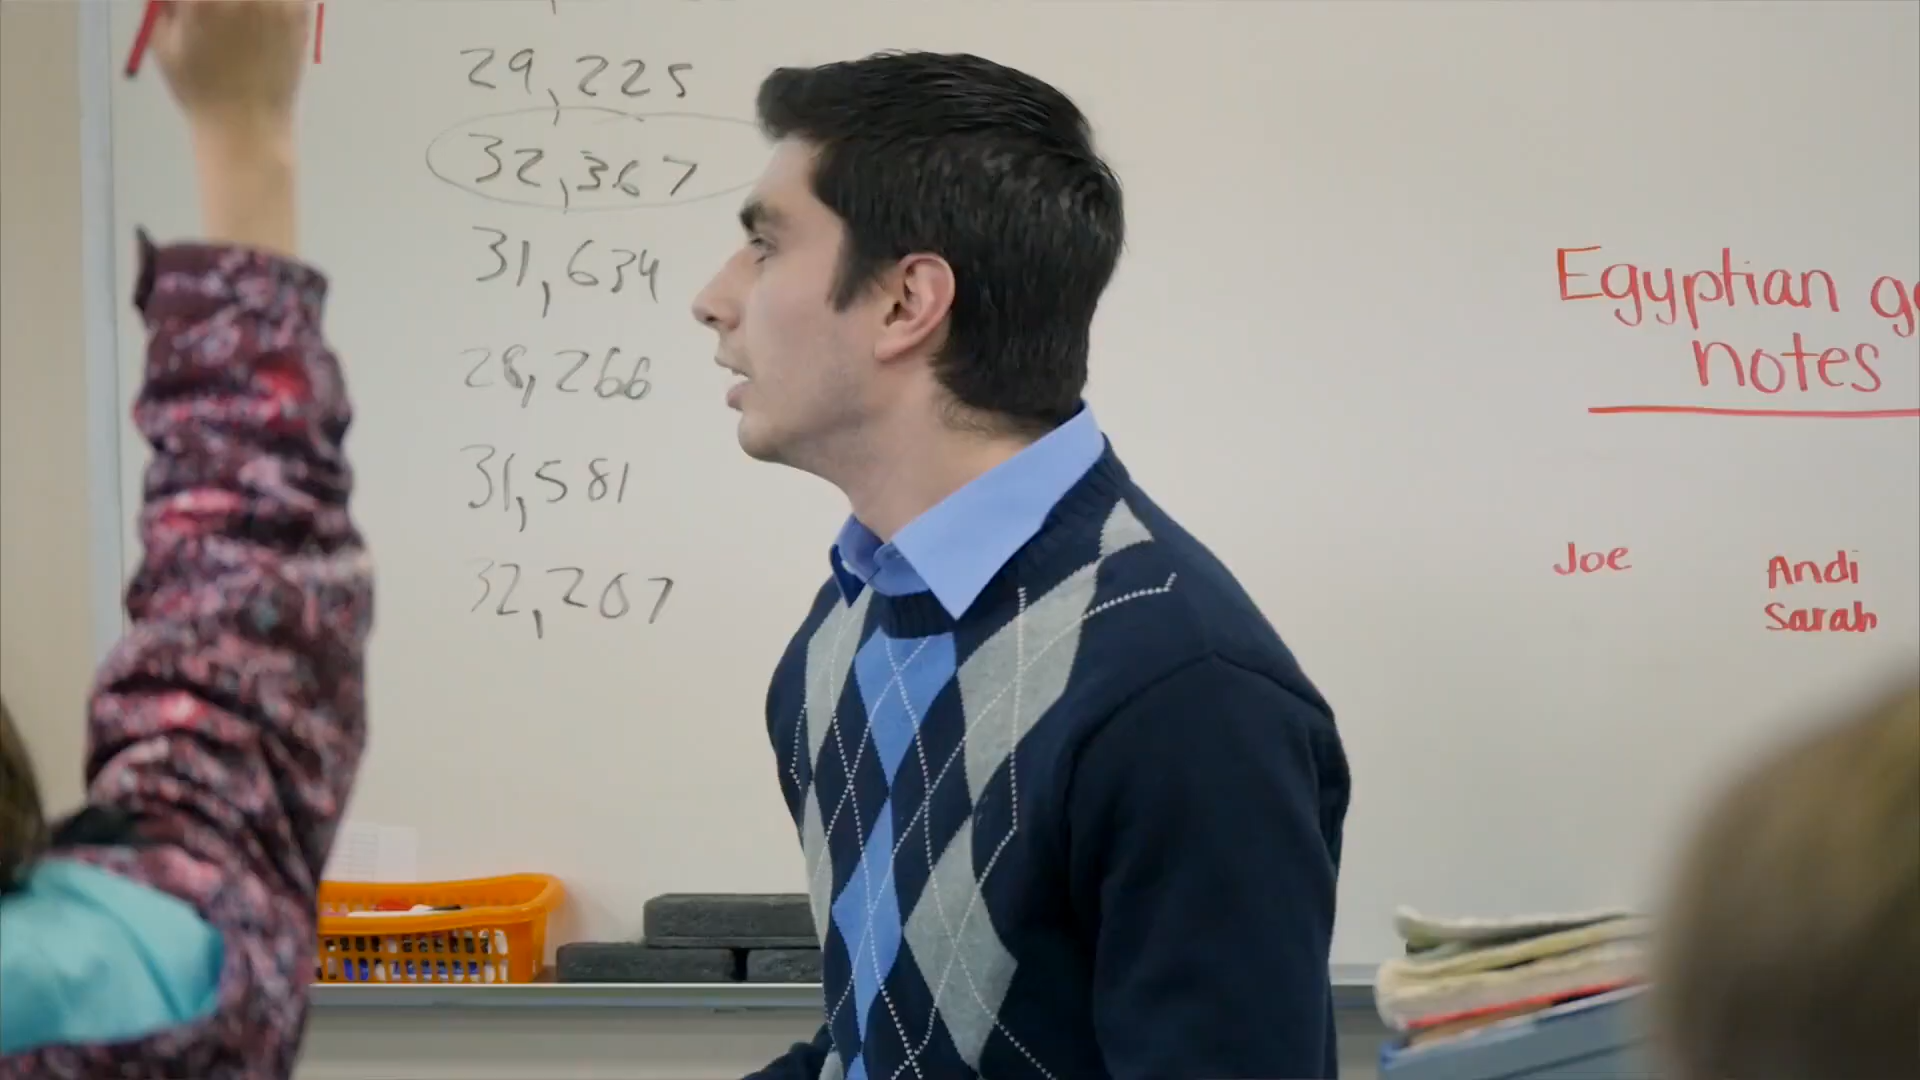 29,225
32,367
31,634
28,266
31,581
32,207
Egyptian
notes
Joe
Andi
Sarah